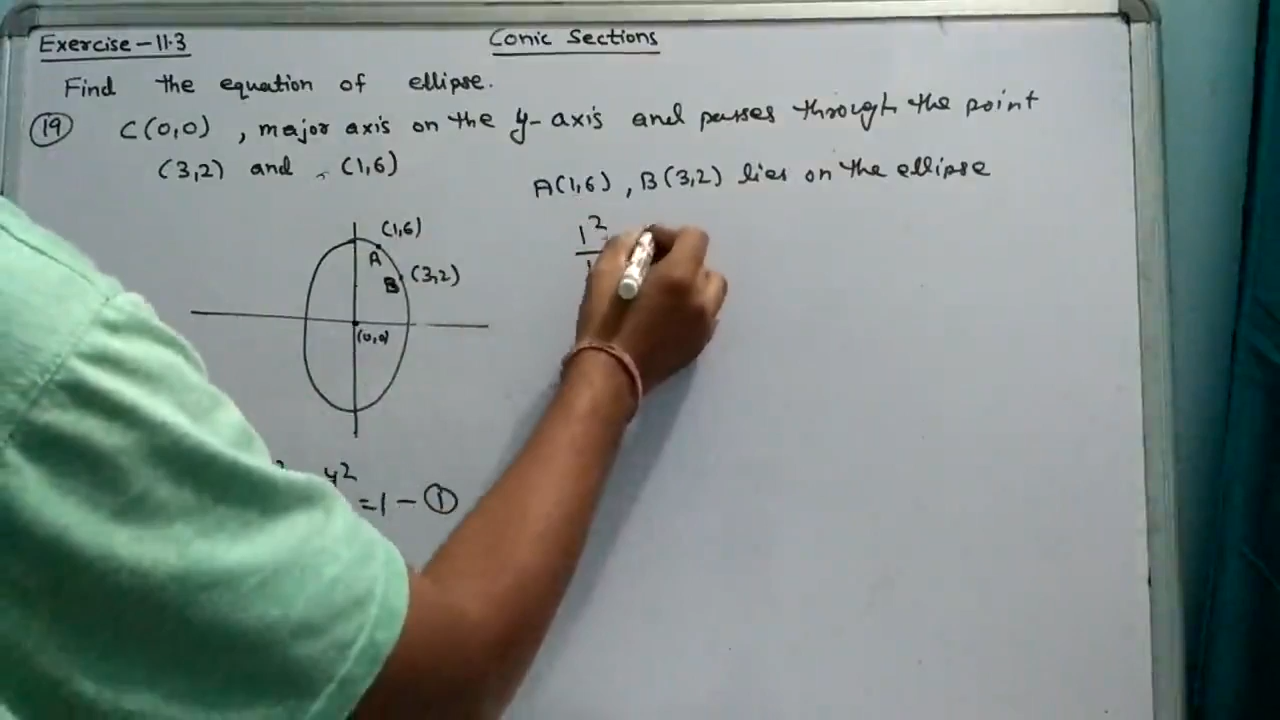 Exercise-11.3
Conic Sections
Find the equation of ellipse.
(19) C(0,0), major axis on the y-axis and passes through the point
(3,2) and (1,6)
A(1,6), B(3,2) lies on the ellipse
(1,6)
A
B (3,2)
(0,0)
1²
y²
=1 - ①